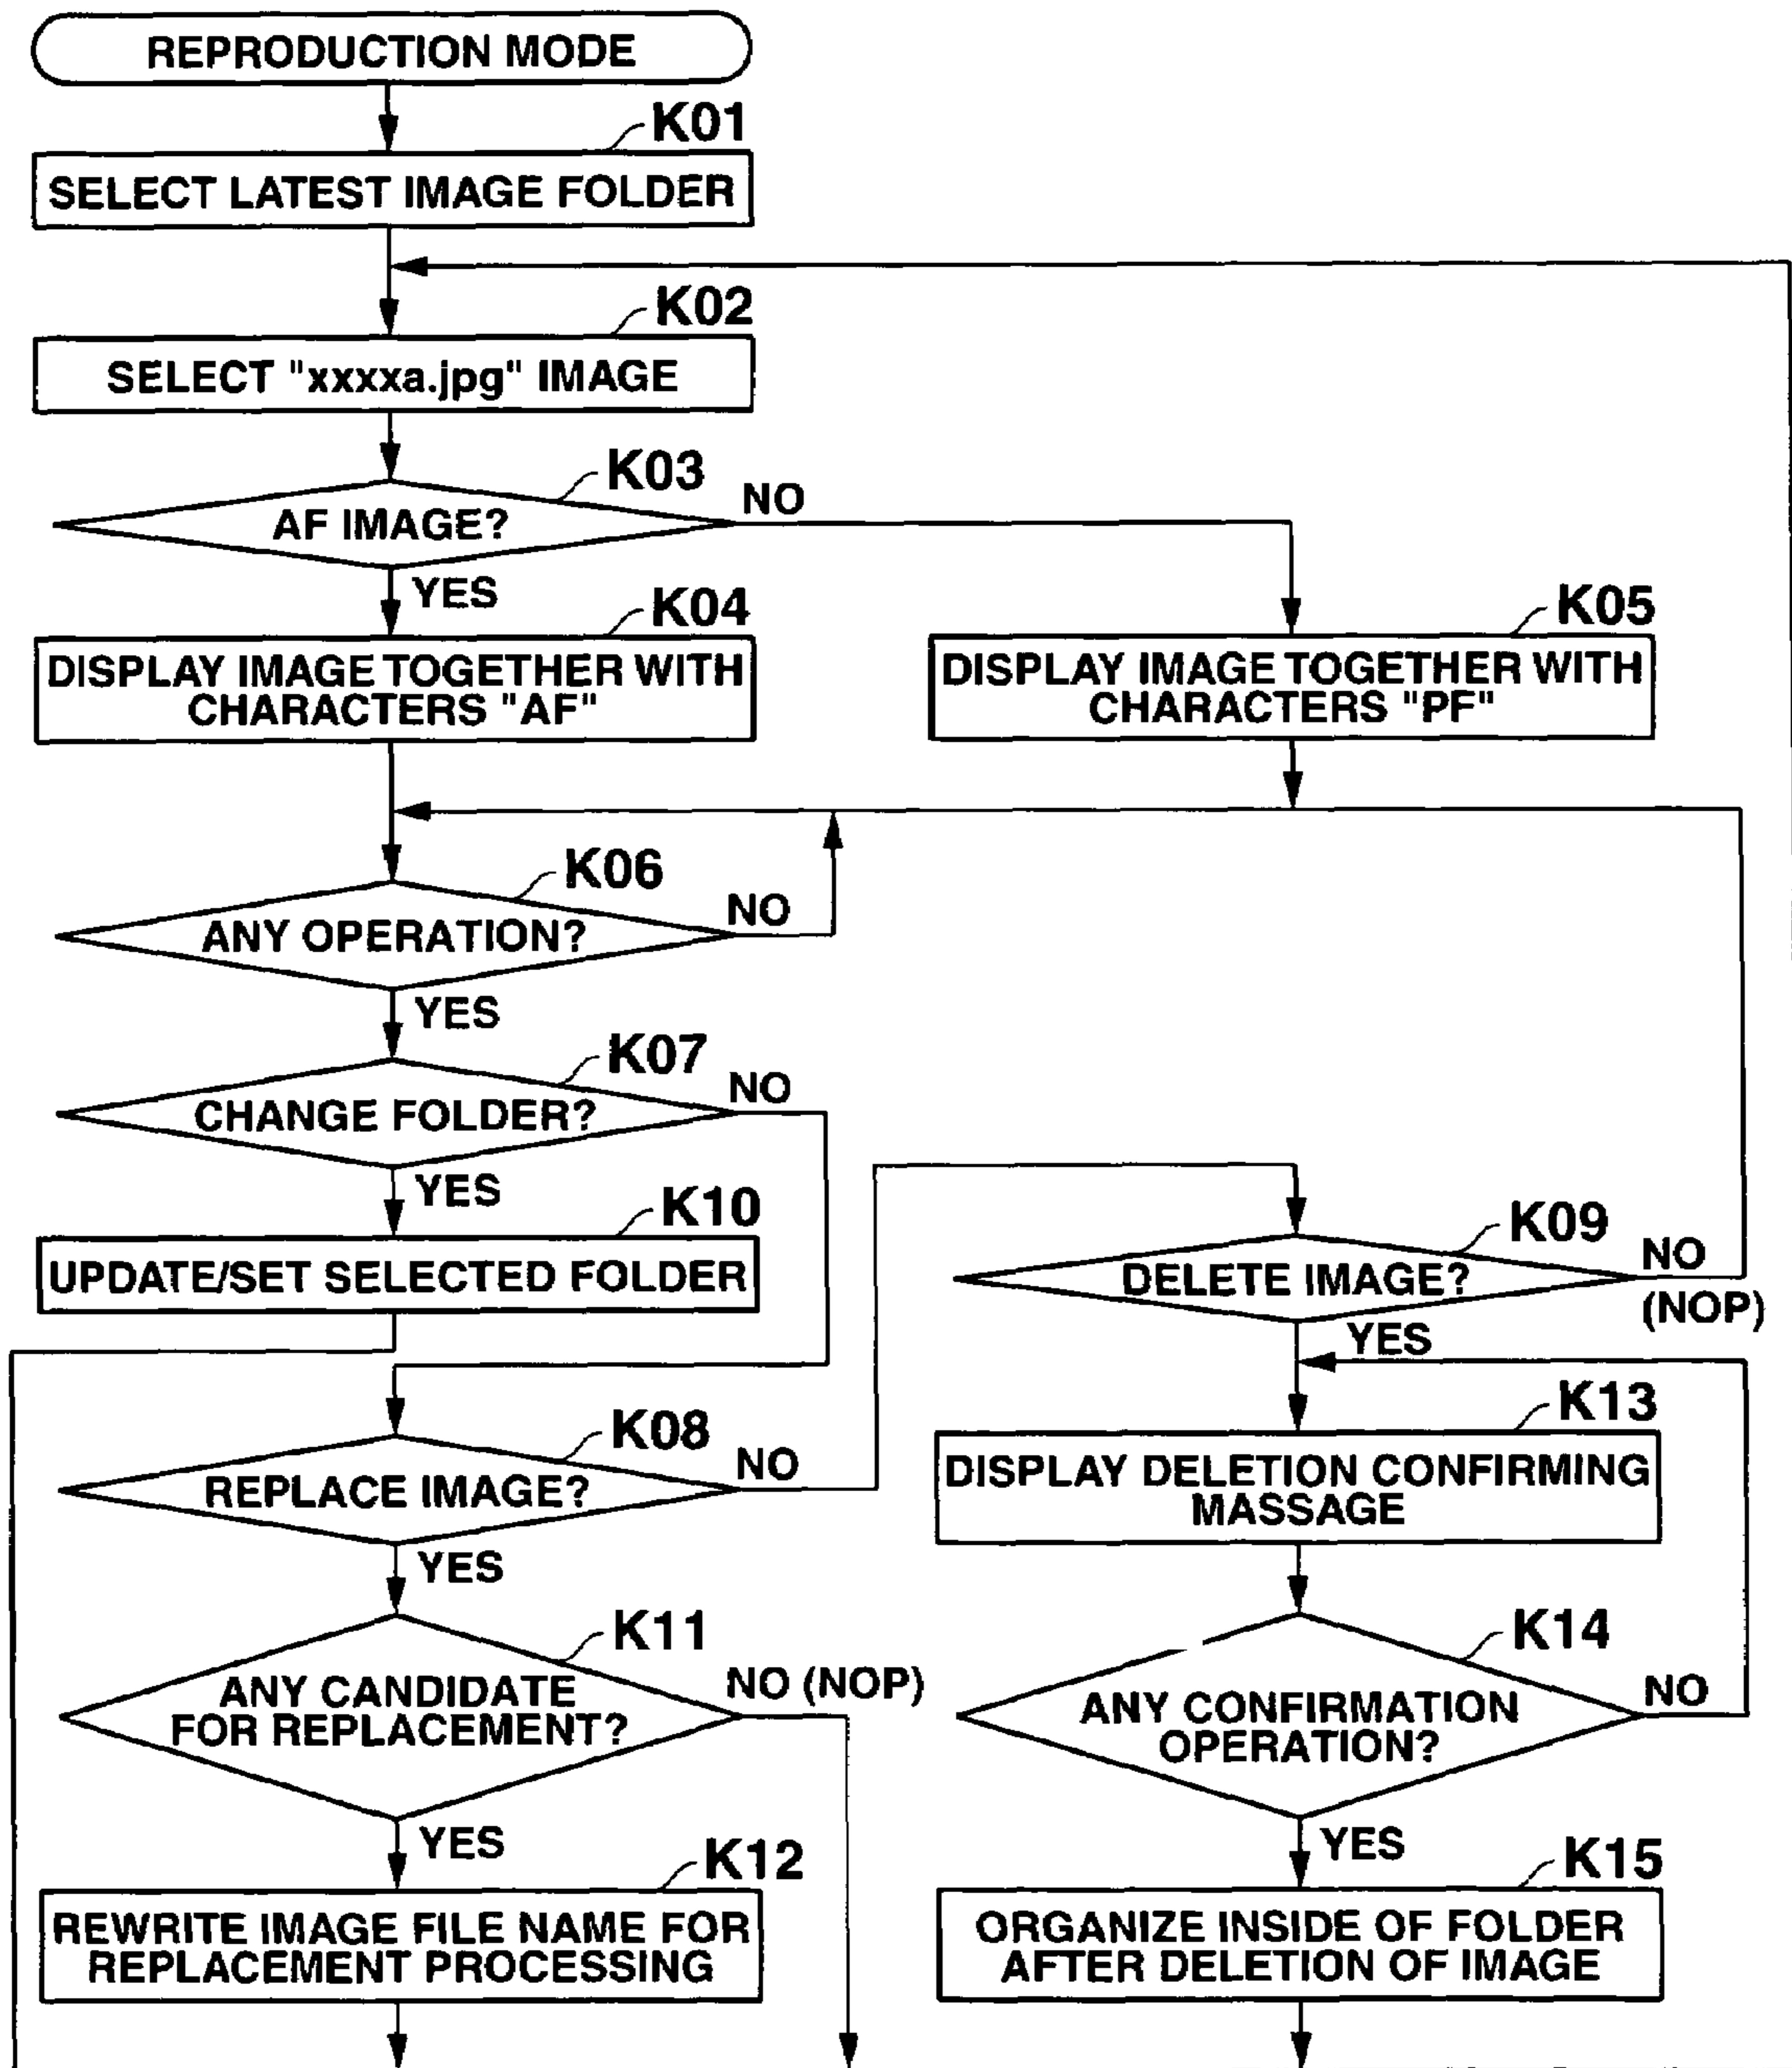 REPRODUCTION MODE
K01
SELECT LATEST IMAGE FOLDER
K02
SELECT "xxxxa.jpg" IMAGE
K03
AF IMAGE?
NO
YES
K04
DISPLAY IMAGE TOGETHER WITH
CHARACTERS "AF"
K05
DISPLAY IMAGE TOGETHER WITH
CHARACTERS "PF"
K06
ANY OPERATION?
NO
YES
K07
CHANGE FOLDER?
NO
YES
K10
UPDATE/SET SELECTED FOLDER
K09
DELETE IMAGE?
NO
(NOP)
YES
K08
REPLACE IMAGE?
NO
YES
K13
DISPLAY DELETION CONFIRMING
MASSAGE
K11
ANY CANDIDATE
FOR REPLACEMENT?
NO (NOP)
YES
K14
ANY CONFIRMATION
OPERATION?
NO
YES
K12
REWRITE IMAGE FILE NAME FOR
REPLACEMENT PROCESSING
K15
ORGANIZE INSIDE OF FOLDER
AFTER DELETION OF IMAGE